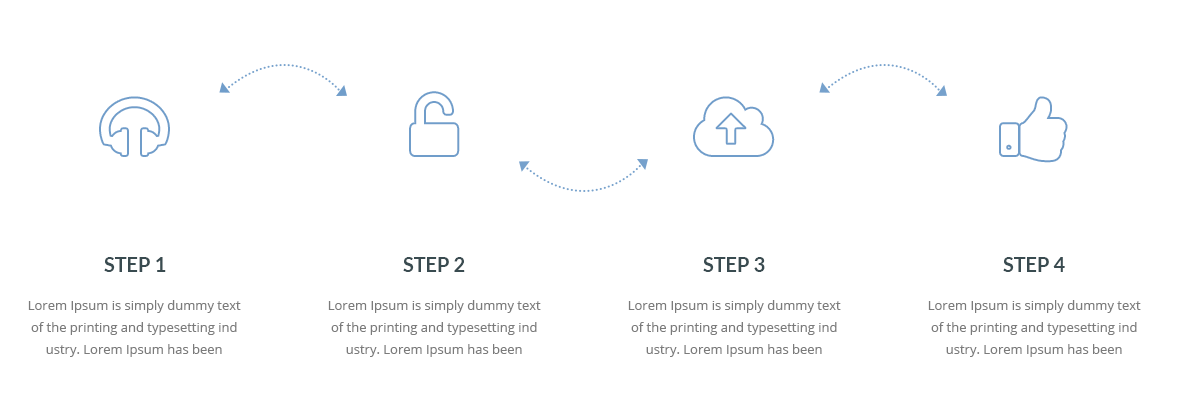 STEP 1
Lorem Ipsum is simply dummy text
of the printing and typesetting ind
ustry. Lorem Ipsum has been
STEP 2
Lorem Ipsum is simply dummy text
of the printing and typesetting ind
ustry. Lorem Ipsum has been
STEP 3
Lorem Ipsum is simply dummy text
of the printing and typesetting ind
ustry. Lorem Ipsum has been
STEP 4
Lorem Ipsum is simply dummy text
of the printing and typesetting ind
ustry. Lorem Ipsum has been